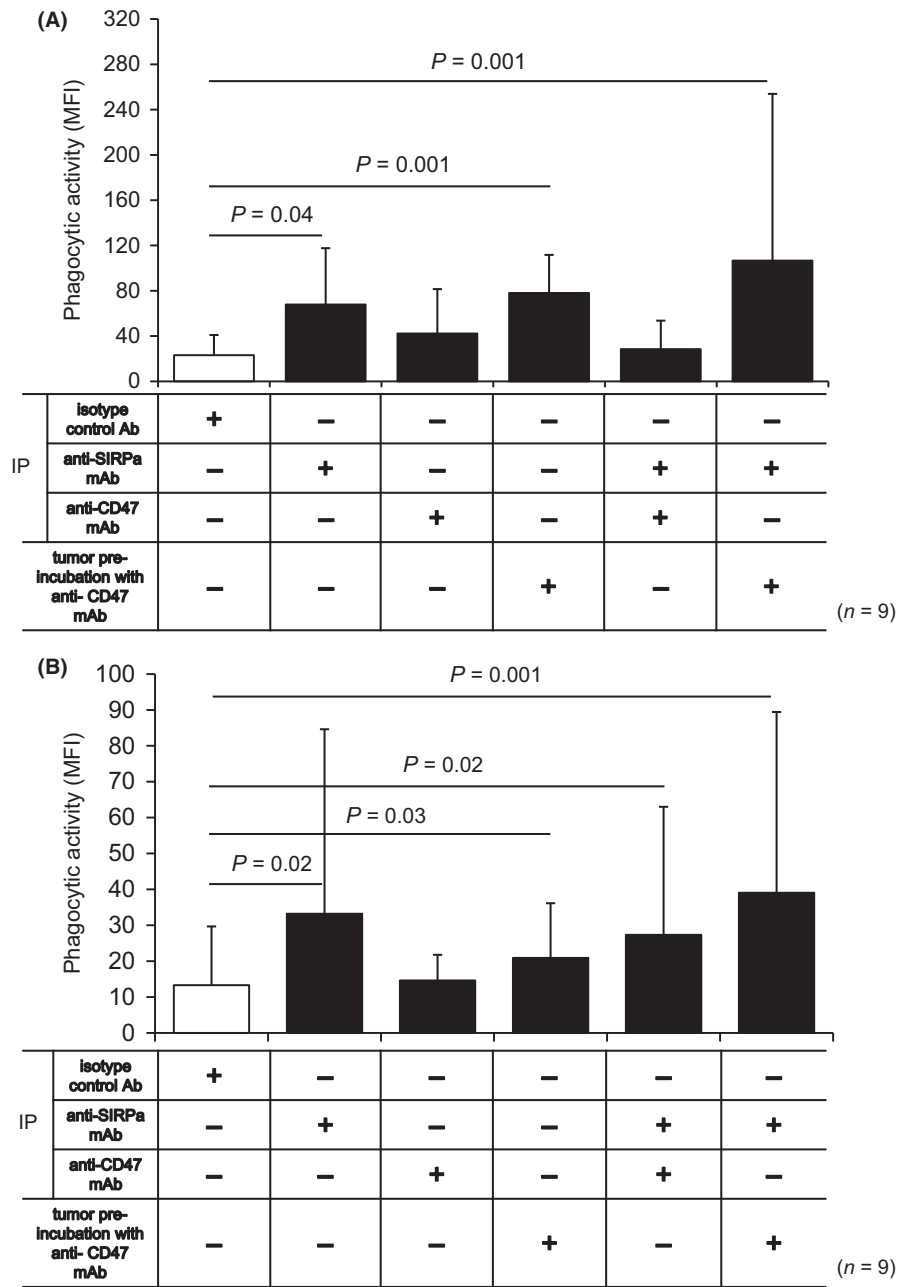 (A)
320
280
240
200
160
120
80
40
0
Phagocytic activity (MFI)
P = 0.001
P = 0.001
P = 0.04
IP
isotype
control Ab
+ − − − − −
anti-SIRPa
mAb
− + − − + +
anti-CD47
mAb
− − + − + −
tumor pre-
incubation with
anti- CD47
mAb
− − − + − +
(n = 9)
(B)
100
90
80
70
60
50
40
30
20
10
0
Phagocytic activity (MFI)
P = 0.001
P = 0.02
P = 0.03
P = 0.02
IP
isotype
control Ab
+ − − − − −
anti-SIRPa
mAb
− + − − + +
anti-CD47
mAb
− − + − + −
tumor pre-
incubation with
anti- CD47
mAb
− − − + − +
(n = 9)